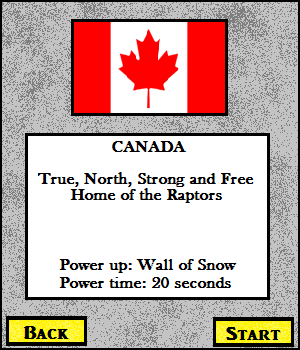 CANADA
True, North, Strong and Free
Home of the Raptors
Power up: Wall of Snow
Power time: 20 seconds
Back
Start